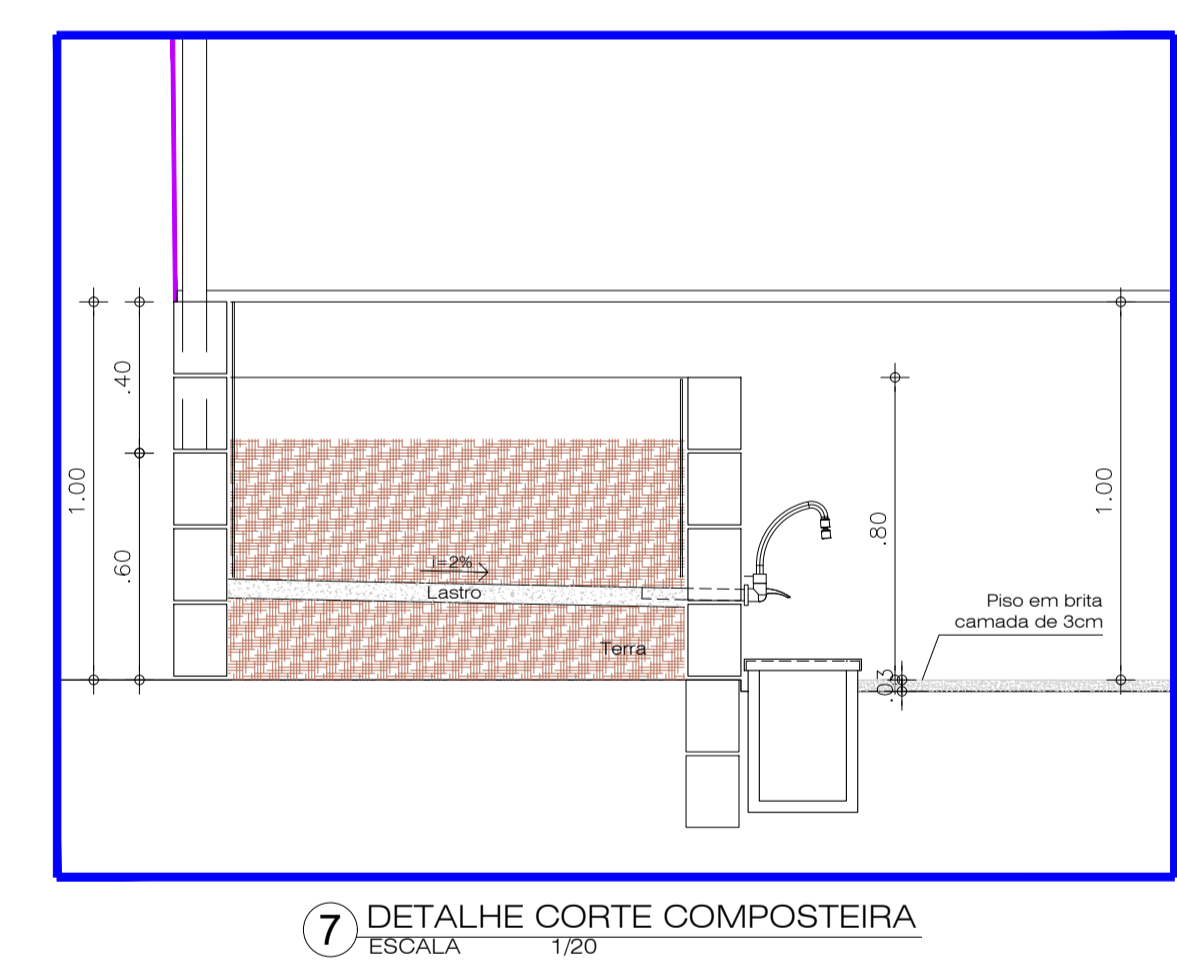 .40
1.00
.60
i=2%
Lastro
Terra
.80
1.00
Piso em brita
camada de 3cm
.03
7 DETALHE CORTE COMPOSTEIRA
ESCALA 1/20